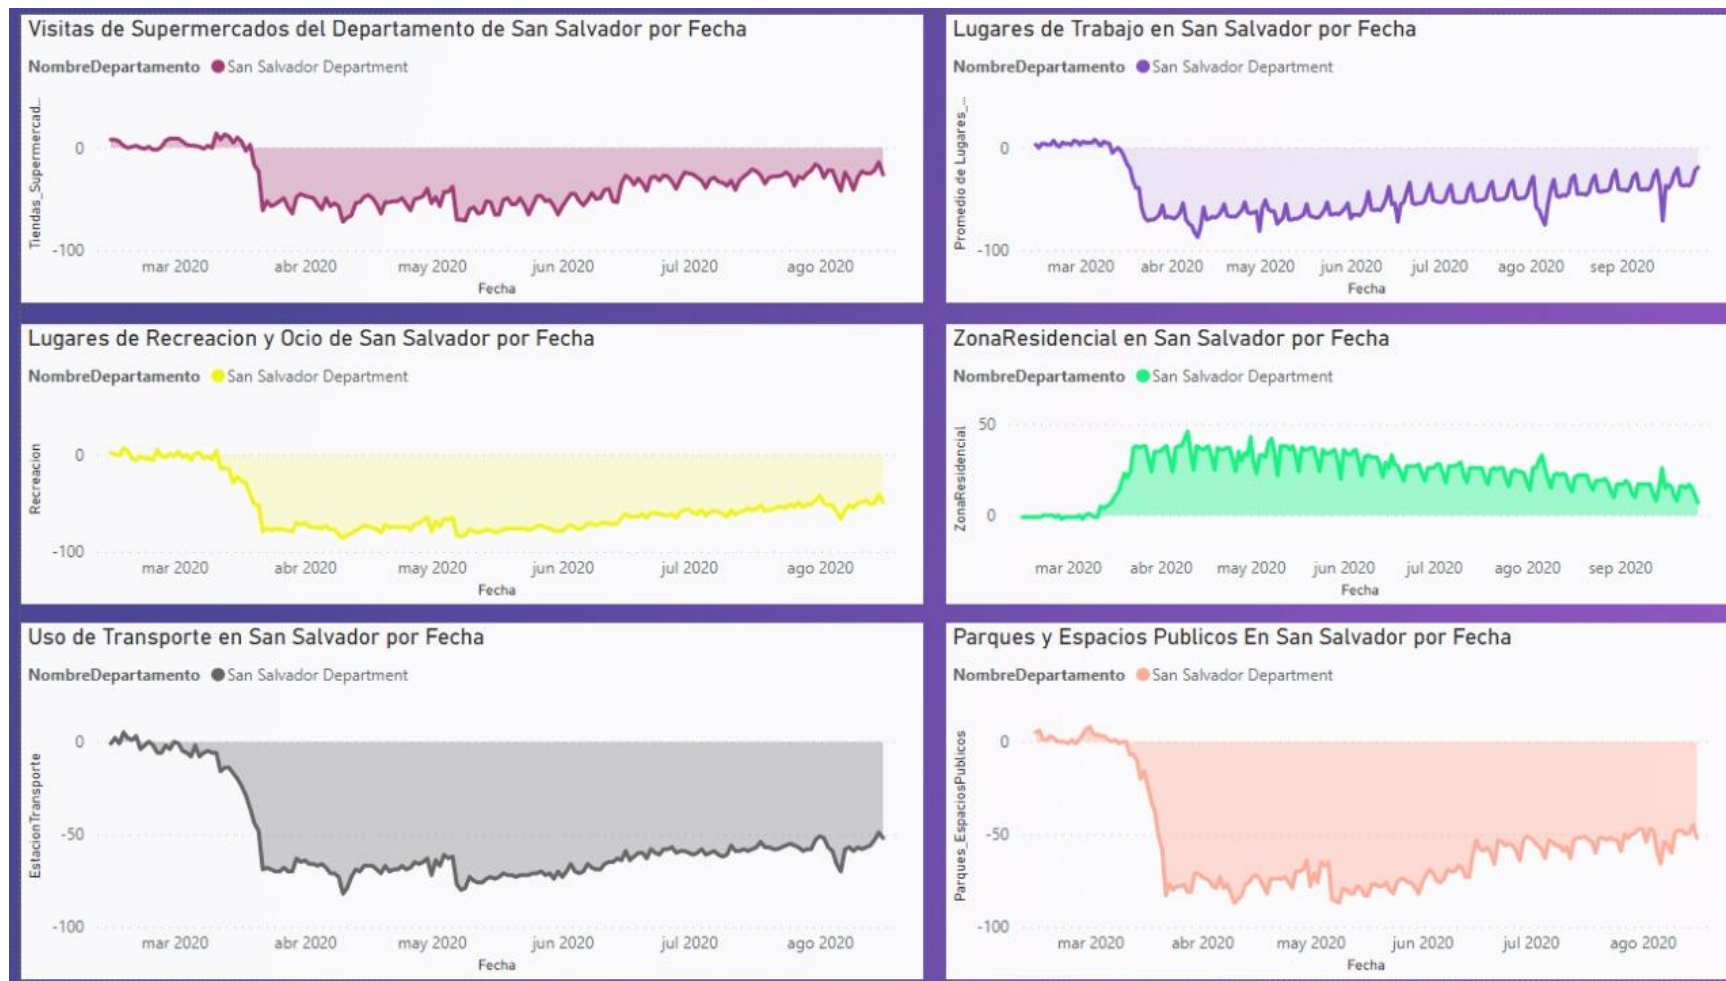 Visitas de Supermercados del Departamento de San Salvador por Fecha
NombreDepartamento San Salvador Department
Tiendas_Supermercad...
0
-100
mar 2020 abr 2020 may 2020 jun 2020 jul 2020 ago 2020
Fecha
Lugares de Trabajo en San Salvador por Fecha
NombreDepartamento San Salvador Department
Promedio de Lugares_...
0
-100
mar 2020 abr 2020 may 2020 jun 2020 jul 2020 ago 2020 sep 2020
Fecha
Lugares de Recreacion y Ocio de San Salvador por Fecha
NombreDepartamento San Salvador Department
Recreacion
0
-100
mar 2020 abr 2020 may 2020 jun 2020 jul 2020 ago 2020
Fecha
ZonaResidencial en San Salvador por Fecha
NombreDepartamento San Salvador Department
ZonaResidencial
50
0
mar 2020 abr 2020 may 2020 jun 2020 jul 2020 ago 2020 sep 2020
Fecha
Uso de Transporte en San Salvador por Fecha
NombreDepartamento San Salvador Department
EstacionTransporte
0
-50
-100
mar 2020 abr 2020 may 2020 jun 2020 jul 2020 ago 2020
Fecha
Parques y Espacios Publicos En San Salvador por Fecha
NombreDepartamento San Salvador Department
Parques_EspaciosPublicos
0
-50
-100
mar 2020 abr 2020 may 2020 jun 2020 jul 2020 ago 2020
Fecha